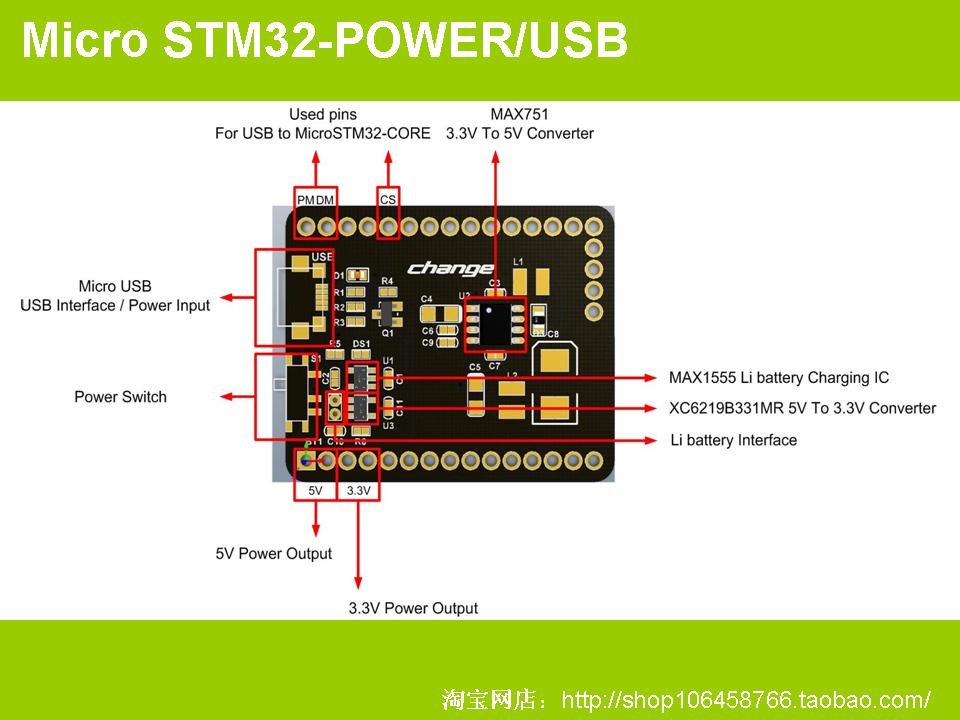 Micro STM32-POWER/USB
Used pins
For USB to MicroSTM32-CORE
MAX751
3.3V To 5V Converter
PM DM
CS
USB
change
L1
Micro USB
USB Interface / Power Input
D1
R1
R2
R3
R4
Q1
C4
C6
C9
U2
C3
C8
C7
R5
DS1
S1
U1
C2
C1
C5
L2
U3
R6
Power Switch
MAX1555 Li battery Charging IC
XC6219B331MR 5V To 3.3V Converter
Li battery Interface
5V
3.3V
5V Power Output
3.3V Power Output
淘宝网店：http://shop106458766.taobao.com/